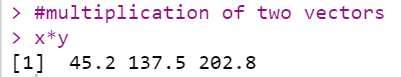 > #multiplication of two vectors
> x*y
[1]  45.2 137.5 202.8